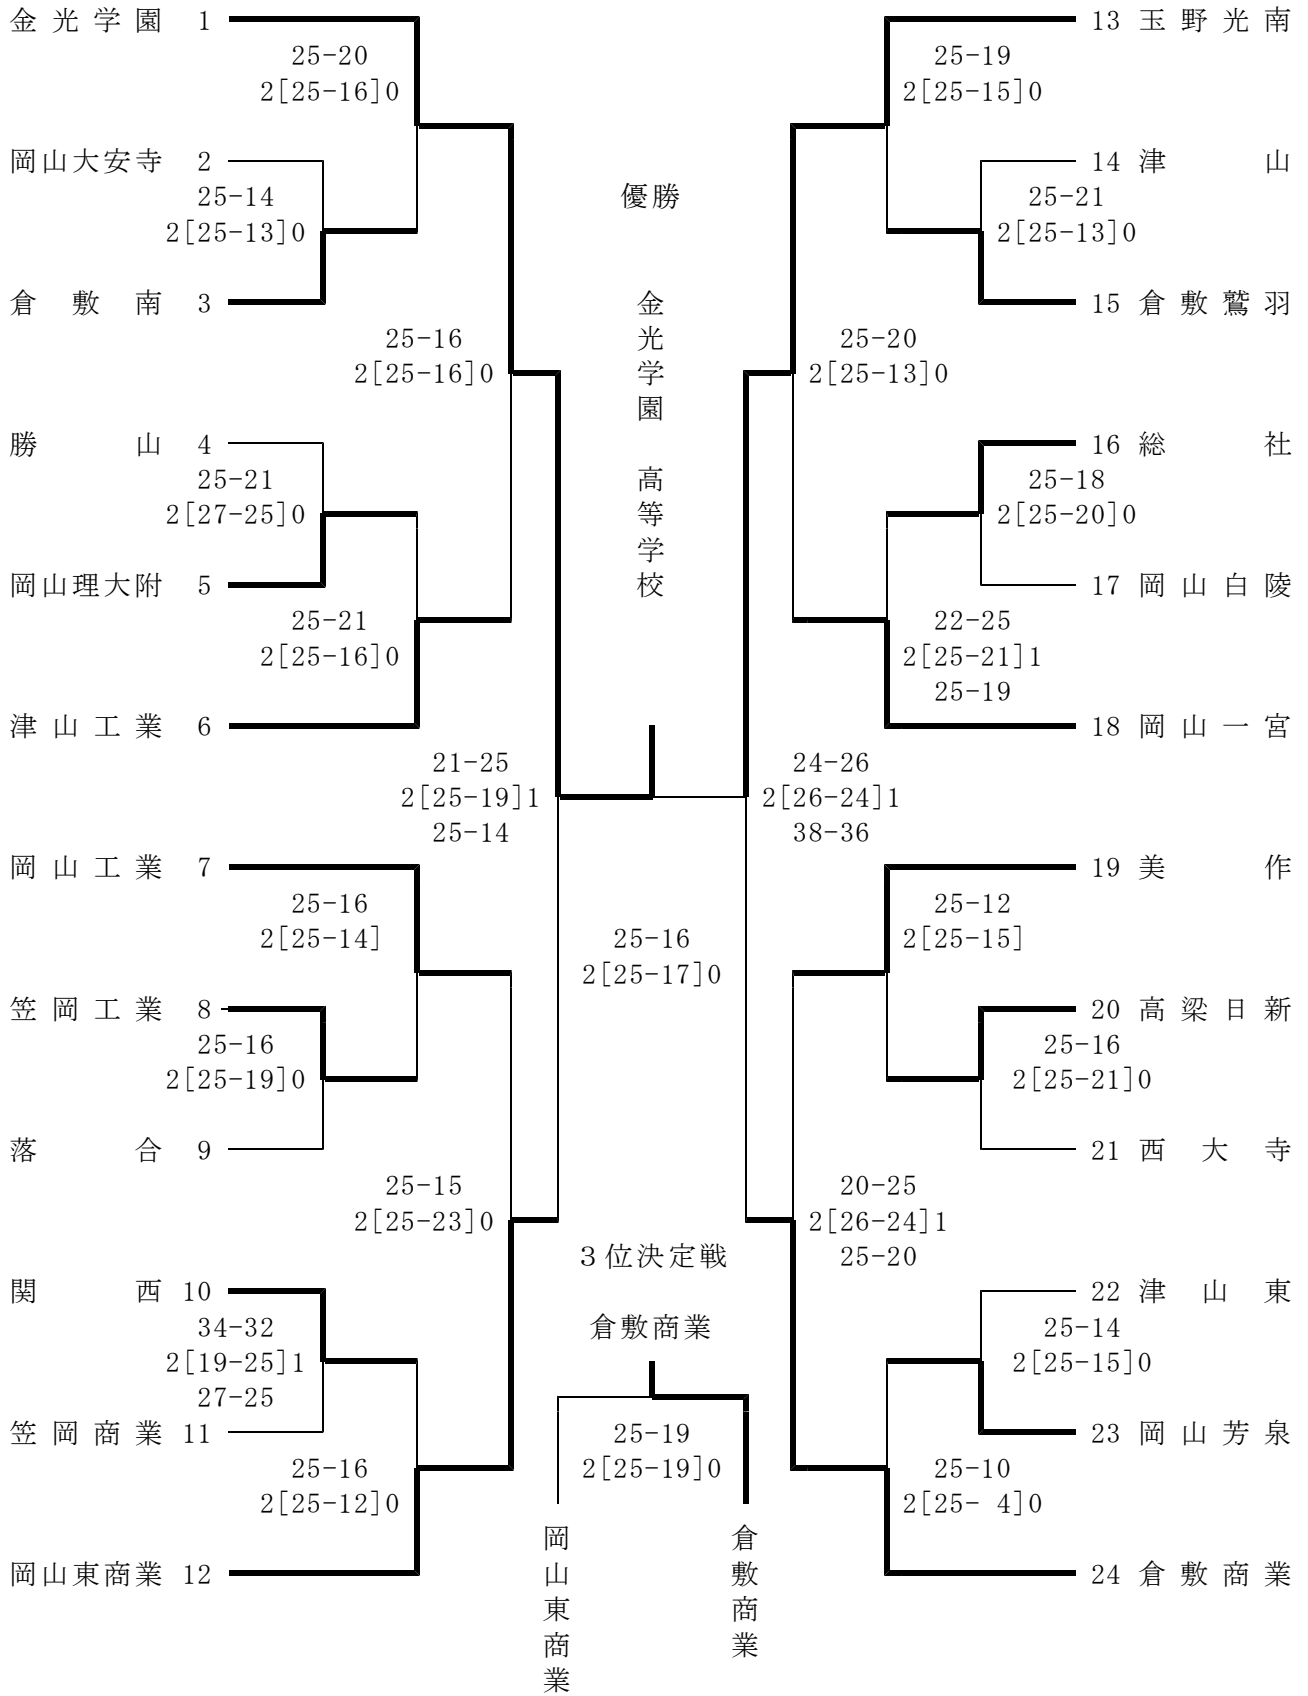 金光学園 1
25-20
2[25-16]0
岡山大安寺 2
25-14
2[25-13]0
倉敷南 3
25-16
2[25-16]0
勝山 4
25-21
2[27-25]0
岡山理大附 5
25-21
2[25-16]0
津山工業 6
21-25
2[25-19]1
25-14
岡山工業 7
25-16
2[25-14]
笠岡工業 8
25-16
2[25-19]0
落合 9
25-15
2[25-23]0
関西 10
34-32
2[19-25]1
27-25
笠岡商業 11
25-16
2[25-12]0
岡山東商業 12
優勝
金光学園 高等学校
25-16
2[25-17]0
3位決定戦
倉敷商業
25-19
2[25-19]0
岡山東商業
倉敷商業
13 玉野光南
25-19
2[25-15]0
14 津山
25-21
2[25-13]0
15 倉敷鷲羽
25-20
2[25-13]0
16 総社
25-18
2[25-20]0
17 岡山白陵
22-25
2[25-21]1
25-19
18 岡山一宮
24-26
2[26-24]1
38-36
19 美作
25-12
2[25-15]
20 高梁日新
25-16
2[25-21]0
21 西大寺
20-25
2[26-24]1
25-20
22 津山東
25-14
2[25-15]0
23 岡山芳泉
25-10
2[25- 4]0
24 倉敷商業